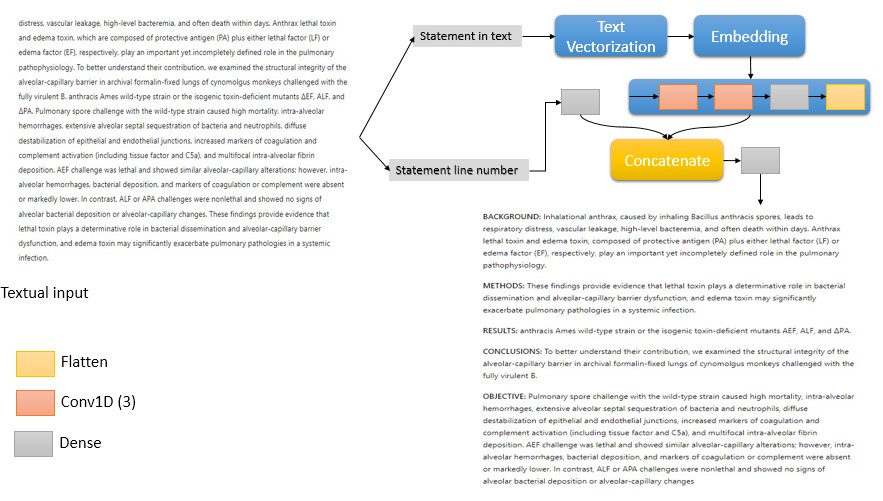 distress, vascular leakage, high-level bacteremia, and often death within days. Anthrax lethal toxin
and edema toxin, which are composed of protective antigen (PA) plus either lethal factor (LF) or
edema factor (EF), respectively, play an important yet incompletely defined role in the pulmonary
pathophysiology. To better understand their contribution, we examined the structural integrity of the
alveolar-capillary barrier in archival formalin-fixed lungs of cynomolgus monkeys challenged with the
fully virulent B. anthracis Ames wild-type strain or the isogenic toxin-deficient mutants ΔEF, ALF, and
ΔPA. Pulmonary spore challenge with the wild-type strain caused high mortality, intra-alveolar
hemorrhages, extensive alveolar septal sequestration of bacteria and neutrophils, diffuse
destabilization of epithelial and endothelial junctions, increased markers of coagulation and
complement activation (including tissue factor and C5a), and multifocal intra-alveolar fibrin
deposition. AEF challenge was lethal and showed similar alveolar-capillary alterations; however, intra-
alveolar hemorrhages, bacterial deposition, and markers of coagulation or complement were absent
or markedly lower. In contrast, ALF or APA challenges were nonlethal and showed no signs of
alveolar bacterial deposition or alveolar-capillary changes. These findings provide evidence that
lethal toxin plays a determinative role in bacterial dissemination and alveolar-capillary barrier
dysfunction, and edema toxin may significantly exacerbate pulmonary pathologies in a systemic
infection.
Textual input
Flatten
Conv1D (3)
Dense
Statement in text
Text
Vectorization
Embedding
Statement line number
Concatenate
BACKGROUND: Inhalational anthrax, caused by inhaling Bacillus anthracis spores, leads to
respiratory distress, vascular leakage, high-level bacteremia, and often death within days. Anthrax
lethal toxin and edema toxin, composed of protective antigen (PA) plus either lethal factor (LF) or
edema factor (EF), respectively, play an important yet incompletely defined role in the pulmonary
pathophysiology.
METHODS: These findings provide evidence that lethal toxin plays a determinative role in bacterial
dissemination and alveolar-capillary barrier dysfunction, and edema toxin may significantly
exacerbate pulmonary pathologies in a systemic infection.
RESULTS: anthracis Ames wild-type strain or the isogenic toxin-deficient mutants AEF, ALF, and ΔPA.
CONCLUSIONS: To better understand their contribution, we examined the structural integrity of the
alveolar-capillary barrier in archival formalin-fixed lungs of cynomolgus monkeys challenged with the
fully virulent B.
OBJECTIVE: Pulmonary spore challenge with the wild-type strain caused high mortality, intra-alveolar
hemorrhages, extensive alveolar septal sequestration of bacteria and neutrophils, diffuse
destabilization of epithelial and endothelial junctions, increased markers of coagulation and
complement activation (including tissue factor and C5a), and multifocal intra-alveolar fibrin
deposition. AEF challenge was lethal and showed similar alveolar-capillary alterations; however, intra-
alveolar hemorrhages, bacterial deposition, and markers of coagulation or complement were absent
or markedly lower. In contrast, ALF or APA challenges were nonlethal and showed no signs of
alveolar bacterial deposition or alveolar-capillary changes